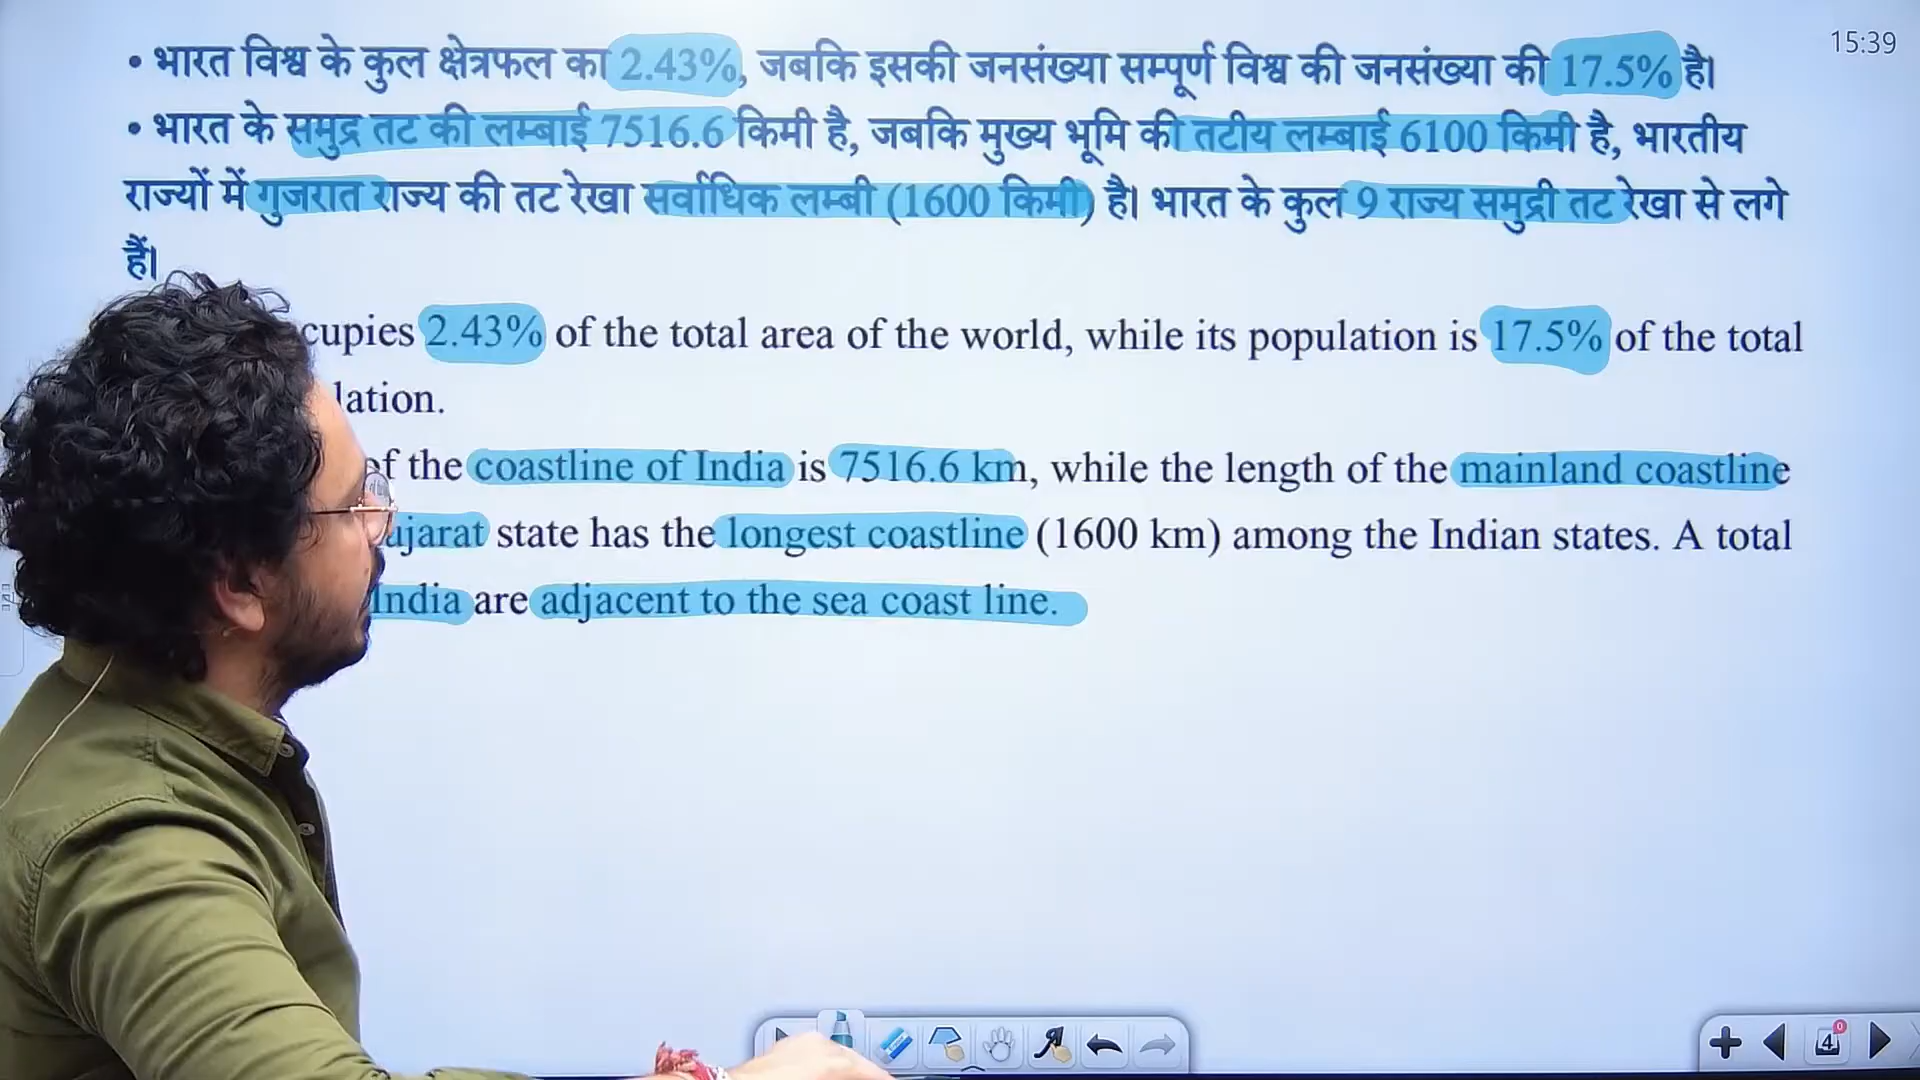 15:39
• भारत विश्व के कुल क्षेत्रफल का 2.43%, जबकि इसकी जनसंख्या सम्पूर्ण विश्व की जनसंख्या की 17.5% है।
• भारत के समुद्र तट की लम्बाई 7516.6 किमी है, जबकि मुख्य भूमि की तटीय लम्बाई 6100 किमी है, भारतीय
राज्यों में गुजरात राज्य की तट रेखा सर्वाधिक लम्बी (1600 किमी) है। भारत के कुल 9 राज्य समुद्री तट रेखा से लगे
हैं।
cupies 2.43% of the total area of the world, while its population is 17.5% of the total
lation.
of the coastline of India is 7516.6 km, while the length of the mainland coastline
ujarat state has the longest coastline (1600 km) among the Indian states. A total
India are adjacent to the sea coast line.
4
0